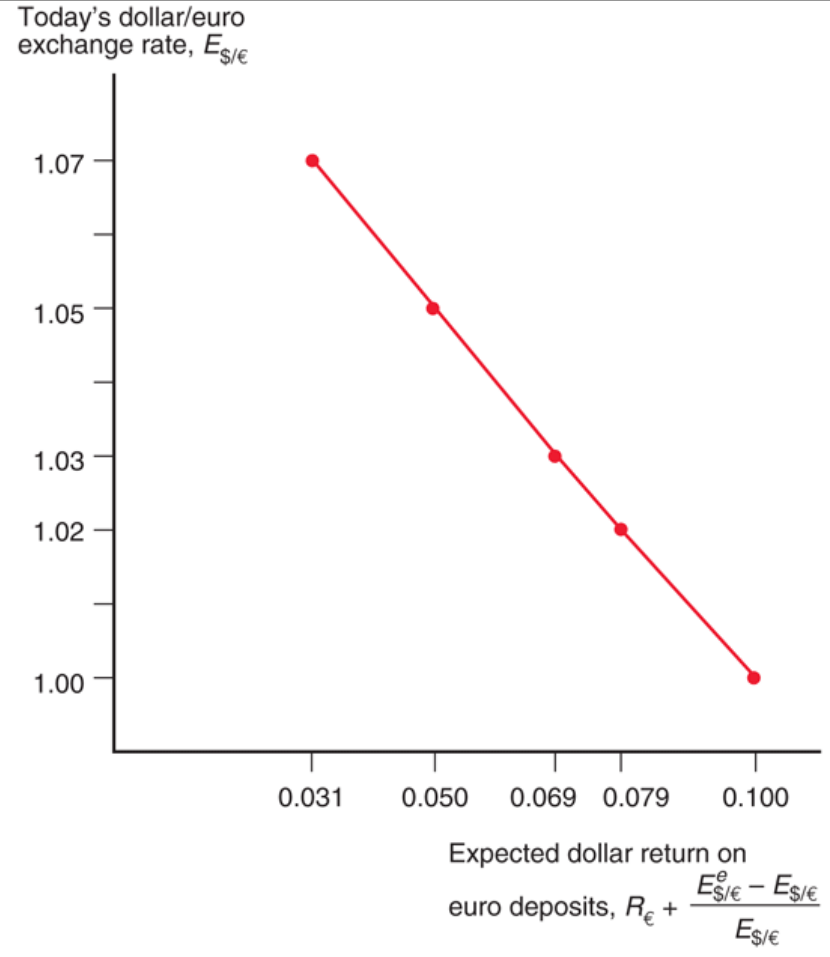 Today’s dollar/euro
exchange rate, E$/€
1.07
1.05
1.03
1.02
1.00
0.031 0.050 0.069 0.079 0.100
Expected dollar return on
euro deposits, R€ + (Eᵉ$/€ – E$/€) / E$/€